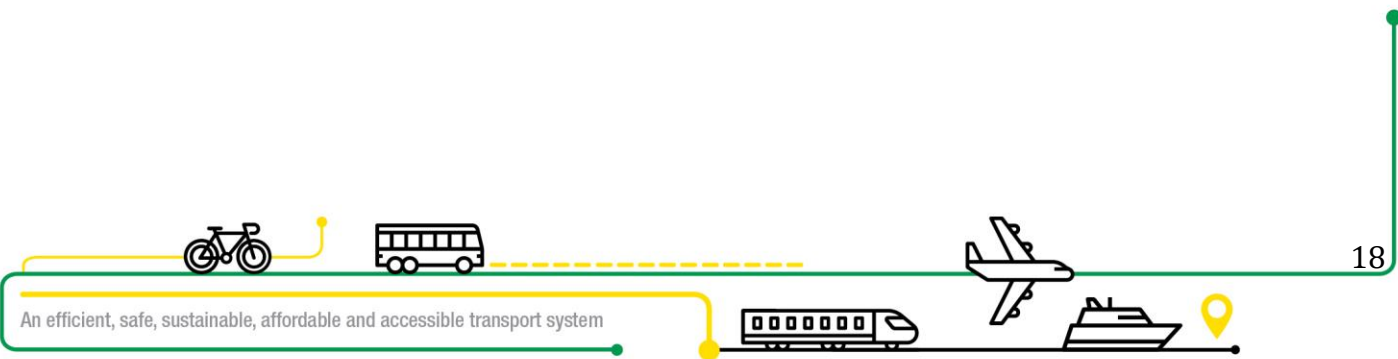 18
An efficient, safe, sustainable, affordable and accessible transport system